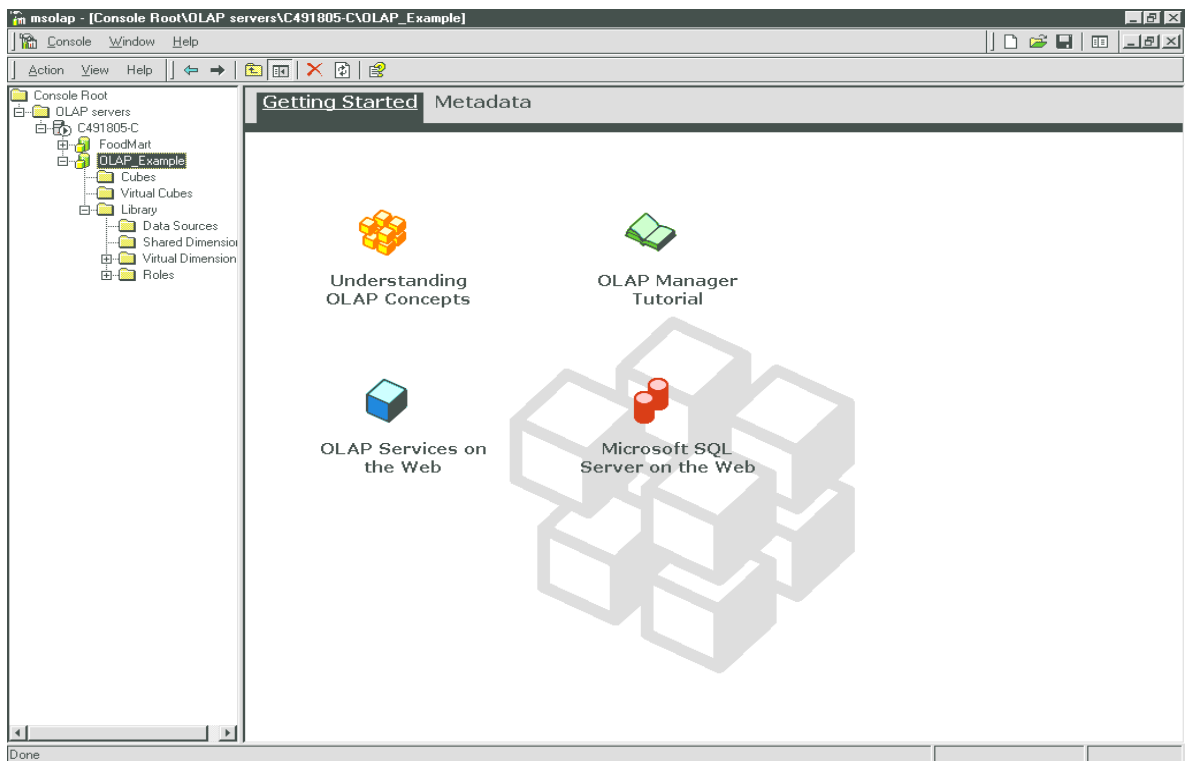 msolap - [Console Root\OLAP servers\C491805-C\OLAP_Example]
Console Window Help
Action View Help
Console Root
OLAP servers
C491805-C
FoodMart
OLAP_Example
Cubes
Virtual Cubes
Library
Data Sources
Shared Dimension
Virtual Dimension
Roles
Getting Started Metadata
Understanding
OLAP Concepts
OLAP Manager
Tutorial
OLAP Services on
the Web
Microsoft SQL
Server on the Web
Done